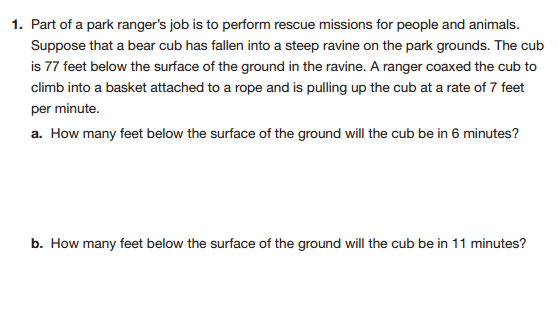 1. Part of a park ranger's job is to perform rescue missions for people and animals.
Suppose that a bear cub has fallen into a steep ravine on the park grounds. The cub
is 77 feet below the surface of the ground in the ravine. A ranger coaxed the cub to
climb into a basket attached to a rope and is pulling up the cub at a rate of 7 feet
per minute.
a. How many feet below the surface of the ground will the cub be in 6 minutes?
b. How many feet below the surface of the ground will the cub be in 11 minutes?